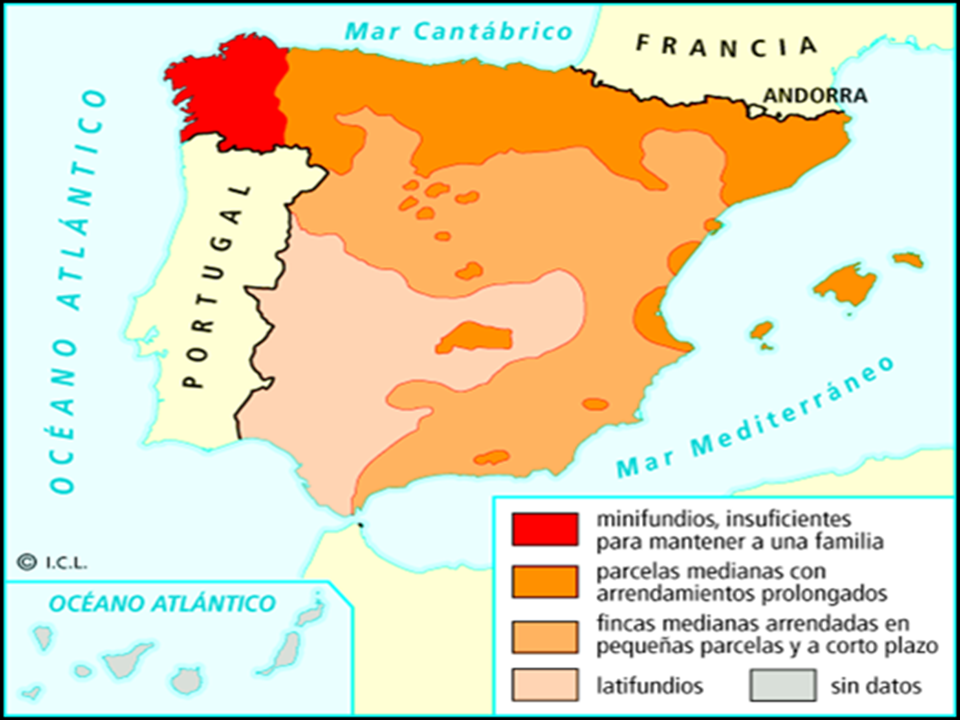 Mar Cantábrico
FRANCIA
ANDORRA
OCÉANO ATLÁNTICO
PORTUGAL
Mar Mediterráneo
© I.C.L.
OCÉANO ATLÁNTICO
minifundios, insuficientes
para mantener a una familia
parcelas medianas con
arrendamientos prolongados
fincas medianas arrendadas en
pequeñas parcelas y a corto plazo
latifundios
sin datos